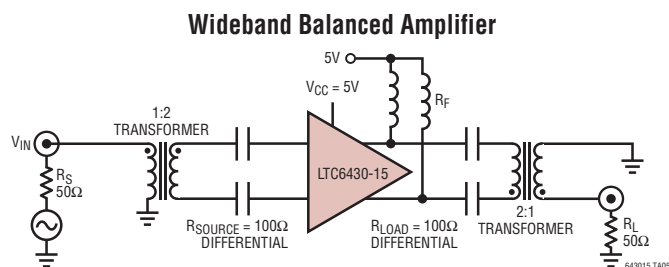 Wideband Balanced Amplifier
5V
VCC = 5V
RF
1:2
TRANSFORMER
VIN
RS
50Ω
LTC6430-15
RSOURCE = 100Ω
DIFFERENTIAL
RLOAD = 100Ω
DIFFERENTIAL
2:1
TRANSFORMER
RL
50Ω
643015 TA05